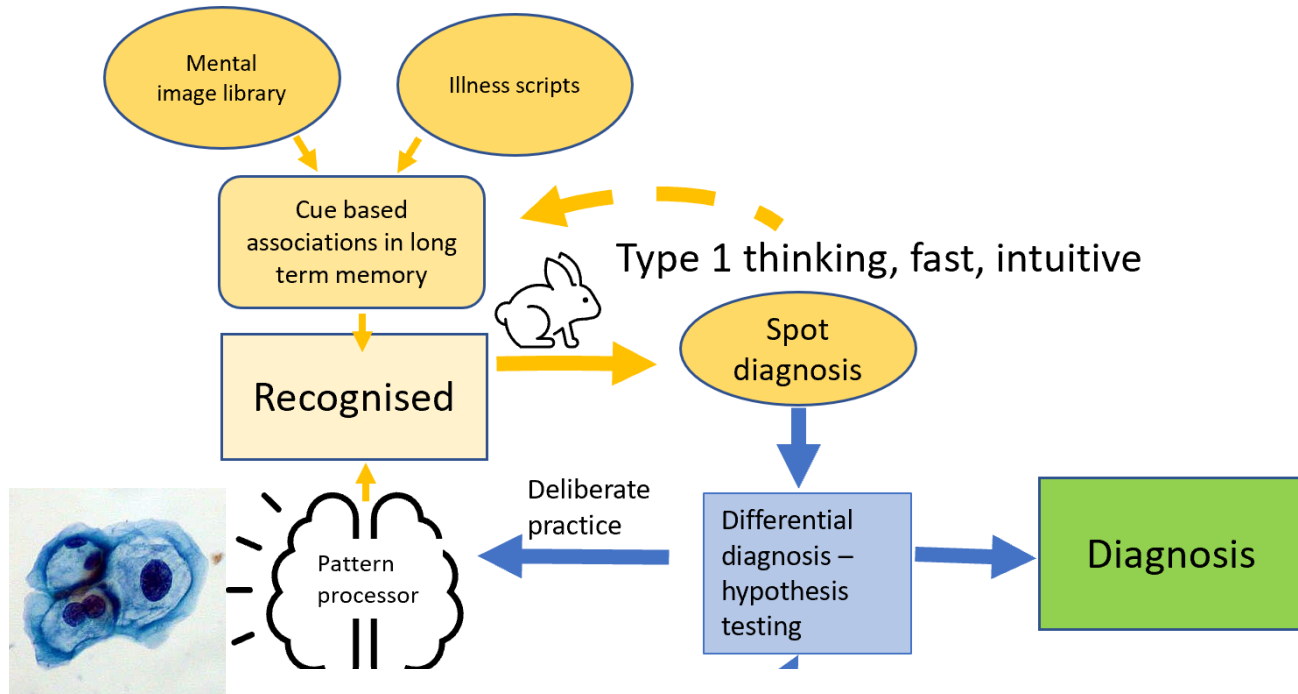 Mental
image library
Illness scripts
Cue based
associations in long
term memory
Type 1 thinking, fast, intuitive
Recognised
Spot
diagnosis
Deliberate
practice
Pattern
processor
Differential
diagnosis –
hypothesis
testing
Diagnosis